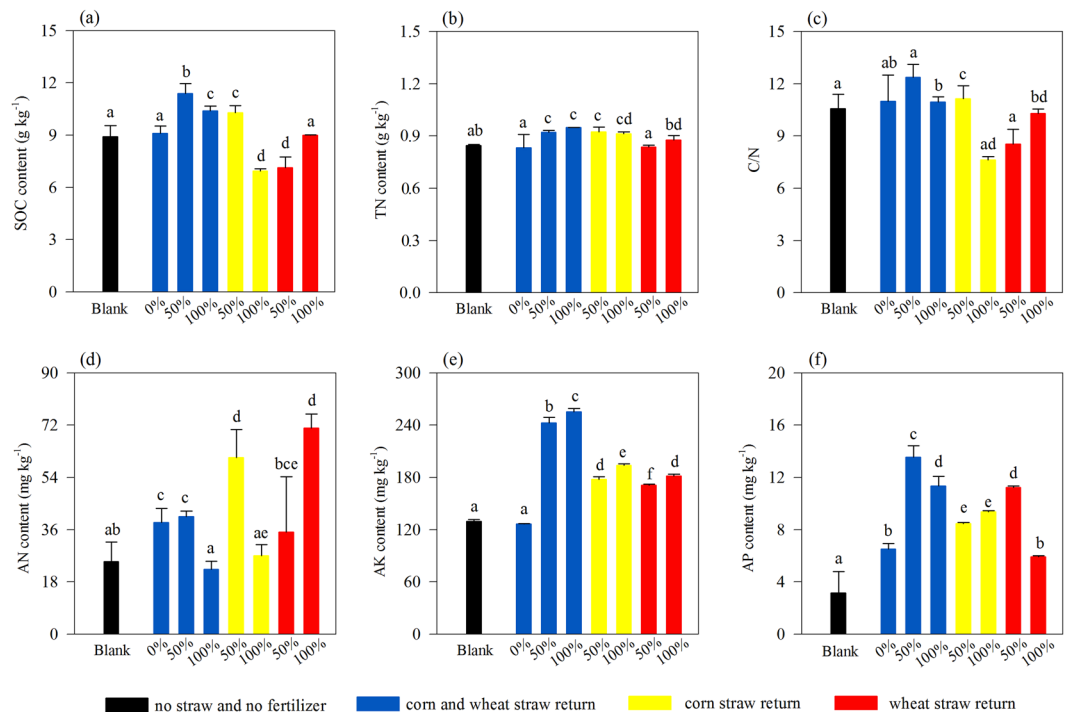 (a)
SOC content (g kg⁻¹)
15
12
9
6
3
0
a
a
b
c
c
d
d
a
Blank
0%
50%
100%
50%
100%
50%
100%
(b)
TN content (g kg⁻¹)
1.5
1.2
0.9
0.6
0.3
0.0
ab
a
c
c
c
cd
a
bd
Blank
0%
50%
100%
50%
100%
50%
100%
(c)
C/N
15
12
9
6
3
0
a
ab
a
b
c
ad
a
bd
Blank
0%
50%
100%
50%
100%
50%
100%
(d)
AN content (mg kg⁻¹)
90
72
54
36
18
0
ab
c
c
a
d
ae
bce
d
Blank
0%
50%
100%
50%
100%
50%
100%
(e)
AK content (mg kg⁻¹)
300
240
180
120
60
0
a
a
b
c
d
e
f
d
Blank
0%
50%
100%
50%
100%
50%
100%
(f)
AP content (mg kg⁻¹)
20
16
12
8
4
0
a
b
c
d
e
e
d
b
Blank
0%
50%
100%
50%
100%
50%
100%
no straw and no fertilizer
corn and wheat straw return
corn straw return
wheat straw return